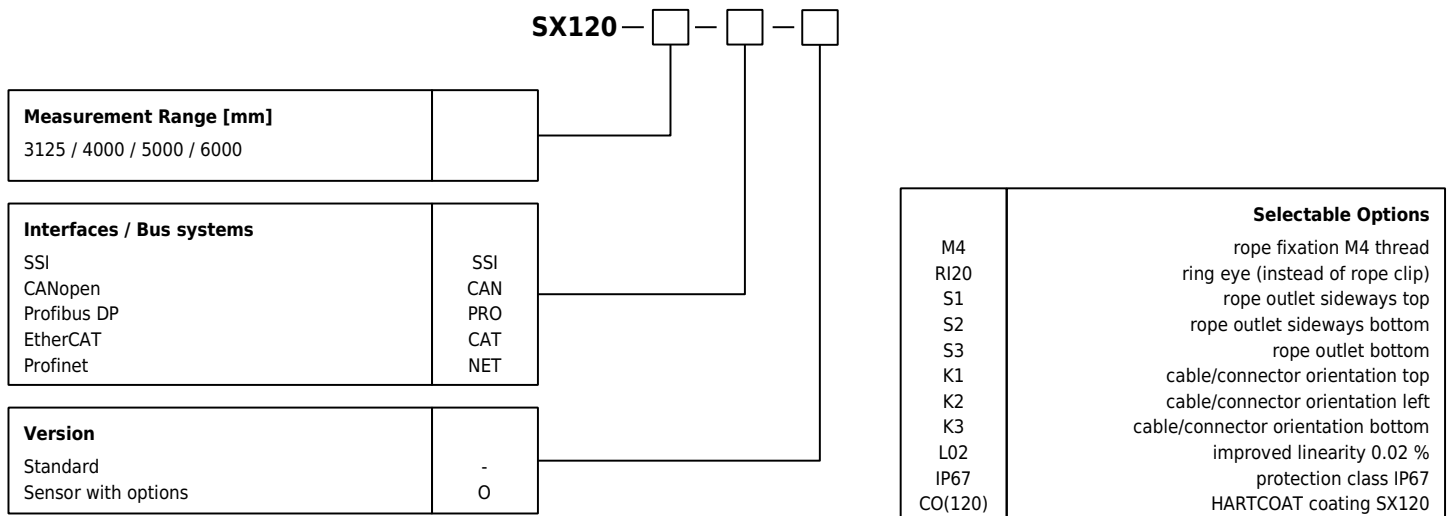 SX120
Measurement Range [mm]
3125 / 4000 / 5000 / 6000
Interfaces / Bus systems
SSI SSI
CANopen CAN
Profibus DP PRO
EtherCAT CAT
Profinet NET
Version
Standard -
Sensor with options O
Selectable Options
M4 rope fixation M4 thread
RI20 ring eye (instead of rope clip)
S1 rope outlet sideways top
S2 rope outlet sideways bottom
S3 rope outlet bottom
K1 cable/connector orientation top
K2 cable/connector orientation left
K3 cable/connector orientation bottom
L02 improved linearity 0.02 %
IP67 protection class IP67
CO(120) HARTCOAT coating SX120